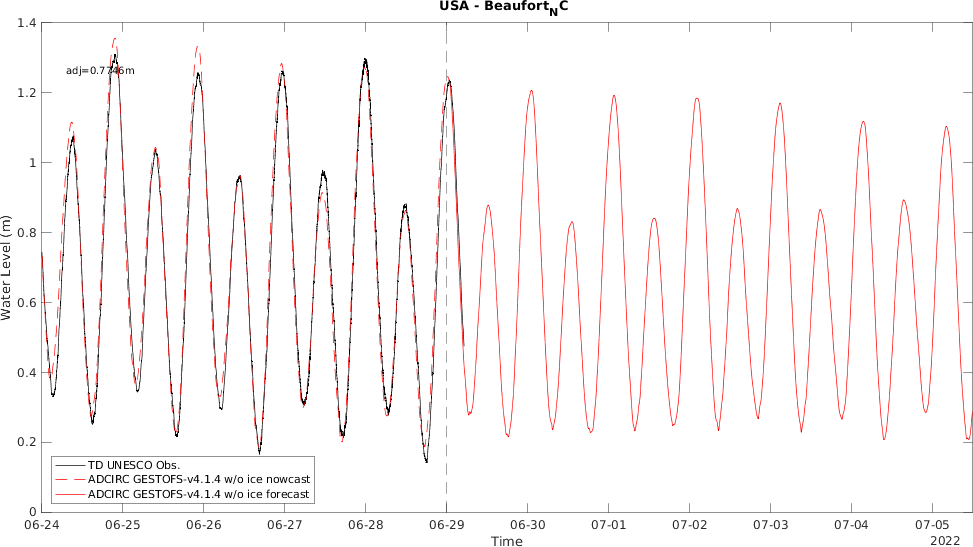 USA - Beaufort_NC
adj=0.7746m
Water Level (m)
1.4
1.2
1
0.8
0.6
0.4
0.2
0
TD UNESCO Obs.
ADCIRC GESTOFS-v4.1.4 w/o ice nowcast
ADCIRC GESTOFS-v4.1.4 w/o ice forecast
06-24 06-25 06-26 06-27 06-28 06-29 06-30 07-01 07-02 07-03 07-04 07-05
Time
2022